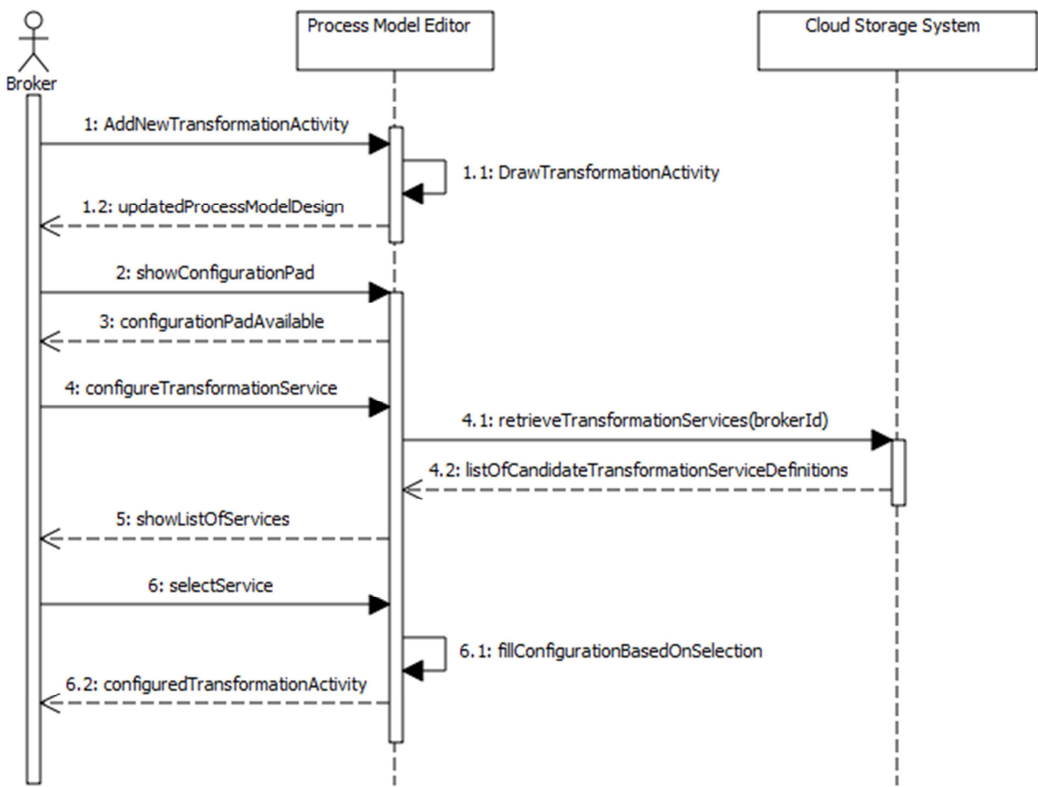 Process Model Editor
Cloud Storage System
Broker
1: AddNewTransformationActivity
1.1: DrawTransformationActivity
1.2: updatedProcessModelDesign
2: showConfigurationPad
3: configurationPadAvailable
4: configureTransformationService
4.1: retrieveTransformationServices(brokerId)
4.2: listOfCandidateTransformationServiceDefinitions
5: showListOfServices
6: selectService
6.1: fillConfigurationBasedOnSelection
6.2: configuredTransformationActivity